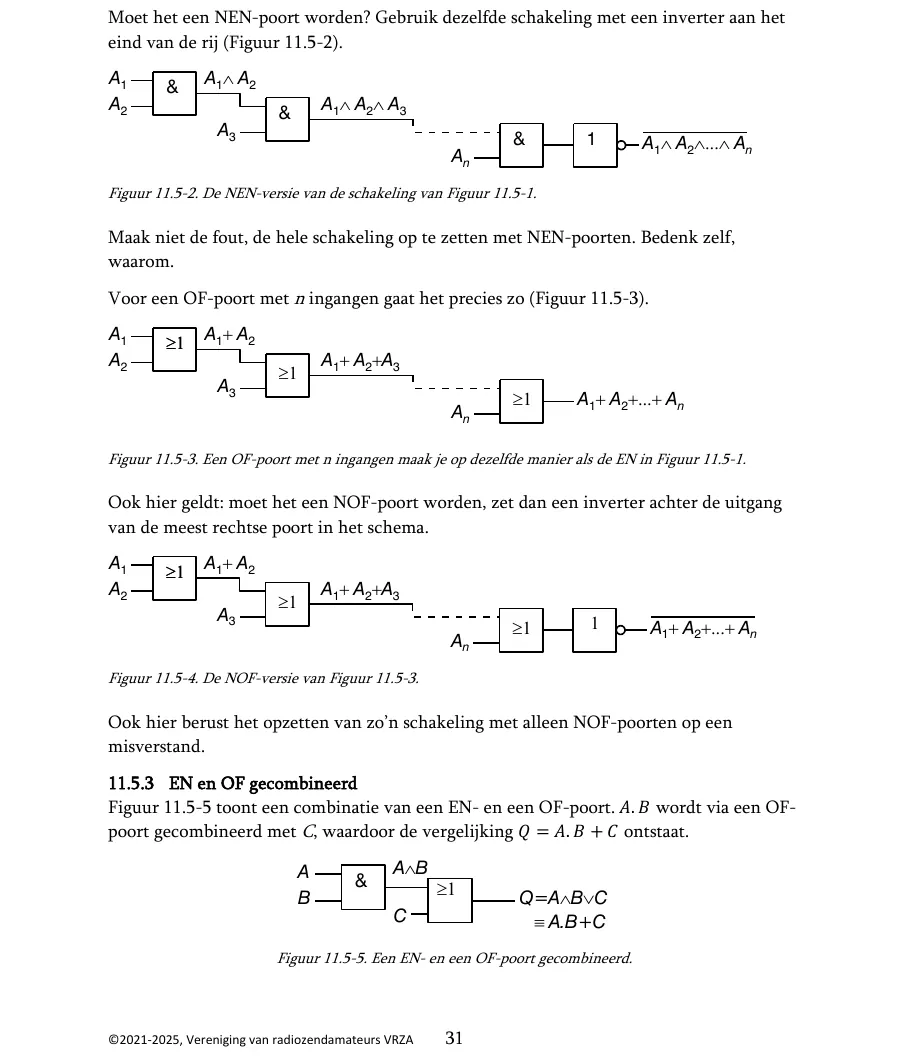 Moet het een NEN-poort worden? Gebruik dezelfde schakeling met een inverter aan het
eind van de rij (Figuur 11.5-2).
A₁ & A₁∧ A₂
A₂ & A₁∧ A₂∧ A₃
A₃ & 1 A̅₁̅∧̅ ̅A̅₂̅∧̅.̅.̅.̅∧̅ ̅A̅ₙ̅
Aₙ
Figuur 11.5-2. De NEN-versie van de schakeling van Figuur 11.5-1.
Maak niet de fout, de hele schakeling op te zetten met NEN-poorten. Bedenk zelf,
waarom.
Voor een OF-poort met n ingangen gaat het precies zo (Figuur 11.5-3).
A₁ ≥1 A₁+ A₂
A₂ ≥1 A₁+ A₂+A₃
A₃ ≥1 A₁+ A₂+...+ Aₙ
Aₙ
Figuur 11.5-3. Een OF-poort met n ingangen maak je op dezelfde manier als de EN in Figuur 11.5-1.
Ook hier geldt: moet het een NOF-poort worden, zet dan een inverter achter de uitgang
van de meest rechtse poort in het schema.
A₁ ≥1 A₁+ A₂
A₂ ≥1 A₁+ A₂+A₃
A₃ ≥1 1 A̅₁̅+̅ ̅A̅₂̅+̅.̅.̅.̅+̅ ̅A̅ₙ̅
Aₙ
Figuur 11.5-4. De NOF-versie van Figuur 11.5-3.
Ook hier berust het opzetten van zo’n schakeling met alleen NOF-poorten op een
misverstand.
11.5.3 EN en OF gecombineerd
Figuur 11.5-5 toont een combinatie van een EN- en een OF-poort. A. B wordt via een OF-
poort gecombineerd met C, waardoor de vergelijking Q = A. B + C ontstaat.
A & A∧B
B ≥1 Q=A∧B∨C
C ≡ A.B+C
Figuur 11.5-5. Een EN- en een OF-poort gecombineerd.
©2021-2025, Vereniging van radiozendamateurs VRZA 31